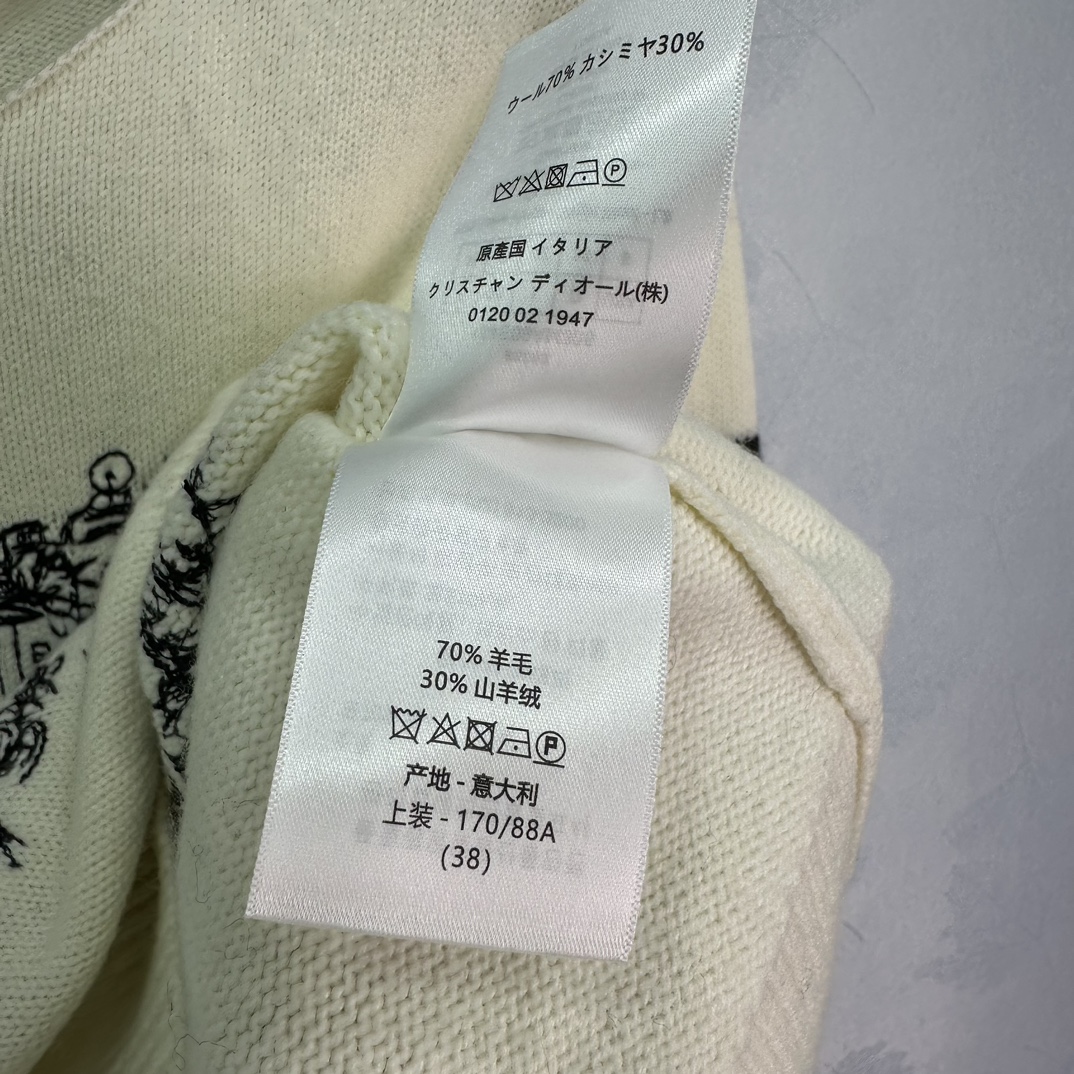 ウール70% カシミヤ30%
P
原產国 イタリア
クリスチャン ディオール(株)
0120 02 1947
70% 羊毛
30% 山羊绒
P
产地 - 意大利
上装 - 170/88A
(38)